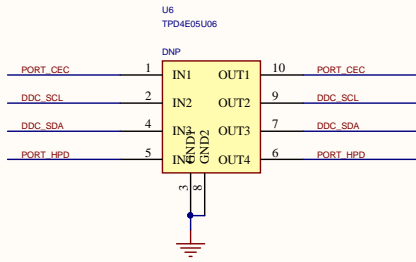 U6
TPD4E05U06
DNP
PORT_CEC 1 IN1 OUT1 10 PORT_CEC
DDC_SCL 2 IN2 OUT2 9 DDC_SCL
DDC_SDA 4 IN3 OUT3 7 DDC_SDA
PORT_HPD 5 IN4 OUT4 6 PORT_HPD
GND1
GND2
3
8